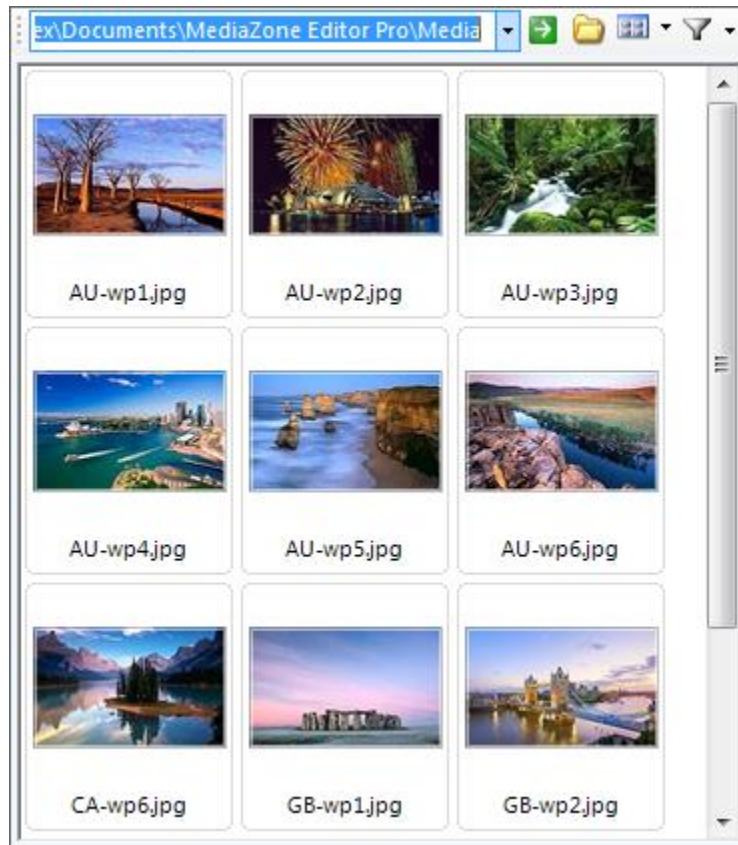 ex\Documents\MediaZone Editor Pro\Media
AU-wp1.jpg AU-wp2.jpg AU-wp3.jpg
AU-wp4.jpg AU-wp5.jpg AU-wp6.jpg
CA-wp6.jpg GB-wp1.jpg GB-wp2.jpg